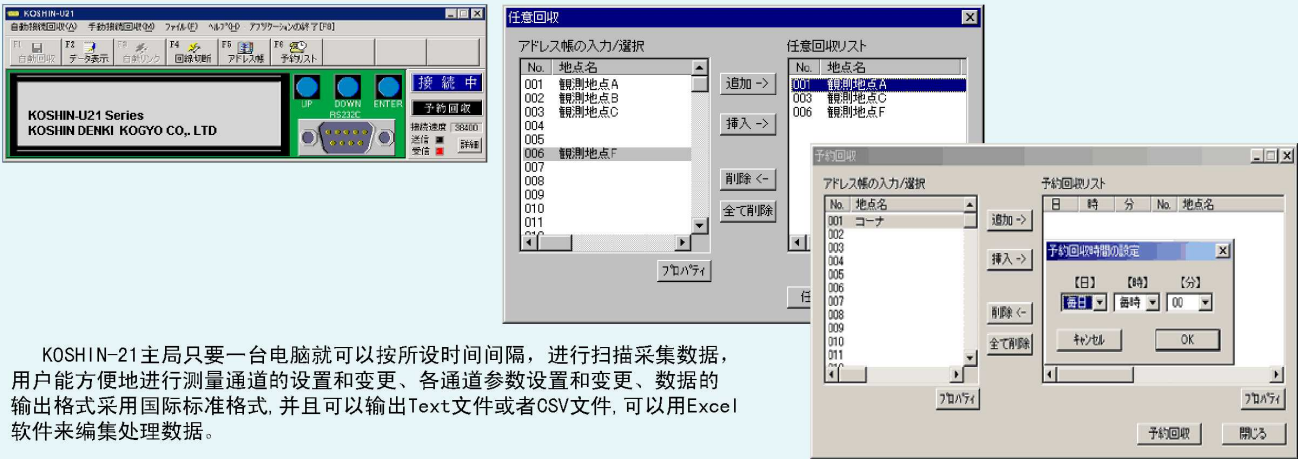 KOSHIN-U21
自動接続回収(A) 手動接続回収(M) ファイル(F) ヘルプ(H) アプリケーションの終了[F8]
F1 F2 F3 F4 F5 F6
自動回収 データ表示 自動リンク 回線切断 アドレス帳 予約リスト
KOSHIN-U21 Series
KOSHIN DENKI KOGYO CO,. LTD
UP DOWN ENTER
RS232C
接続中
予約回収
接続速度 38400
送信
受信
詳細
任意回収
アドレス帳の入力/選択
No. 地点名
001 観測地点A
002 観測地点B
003 観測地点C
004
005
006 観測地点F
007
008
009
010
011
追加 ->
挿入 ->
削除 <-
全て削除
プロパティ
任意回収リスト
No. 地点名
001 観測地点A
003 観測地点C
006 観測地点F
任
予約回収
アドレス帳の入力/選択
No. 地点名
001 コーナ
002
003
004
005
006
007
008
009
010
011
追加 ->
挿入 ->
削除 <-
全て削除
プロパティ
予約回収リスト
日 時 分 No. 地点名
予約回収時間の設定
【日】 【時】 【分】
毎日 毎時 00
キャンセル OK
プロパティ
予約回収 閉じる
KOSHIN-21主局只要一台电脑就可以按所设时间间隔，进行扫描采集数据，
用户能方便地进行测量通道的设置和变更、各通道参数设置和变更、数据的
输出格式采用国际标准格式,并且可以输出Text文件或者CSV文件,可以用Excel
软件来编集处理数据。